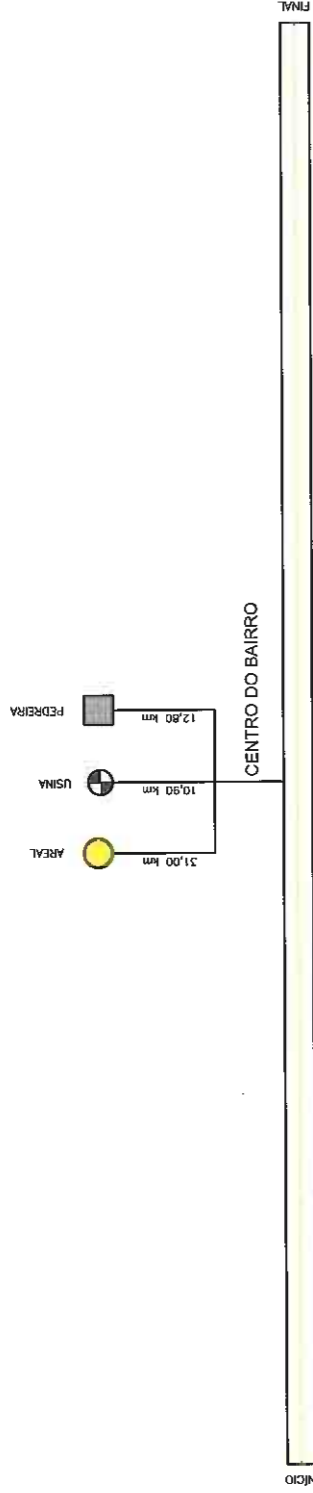 FINAL
PEDREIRA
12,80 km
USINA
10,90 km
AREAL
31,00 km
CENTRO DO BAIRRO
INÍCIO